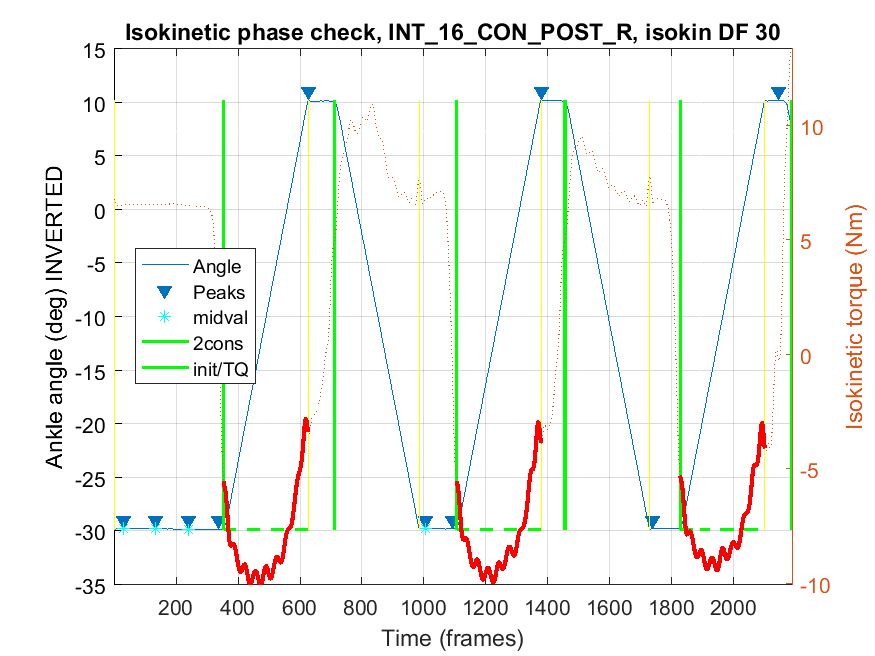 Isokinetic phase check, INT_16_CON_POST_R, isokin DF 30
15
10
5
0
-5
-10
-15
-20
-25
-30
-35
Ankle angle (deg) INVERTED
Angle
Peaks
midval
2cons
init/TQ
10
5
0
-5
-10
Isokinetic torque (Nm)
200 400 600 800 1000 1200 1400 1600 1800 2000
Time (frames)